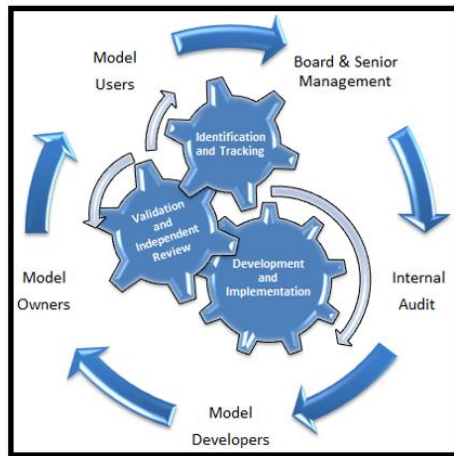 Model
Users
Board & Senior
Management
Identification
and Tracking
Validation
and
Independent
Review
Development
and
Implementation
Model
Owners
Internal
Audit
Model
Developers